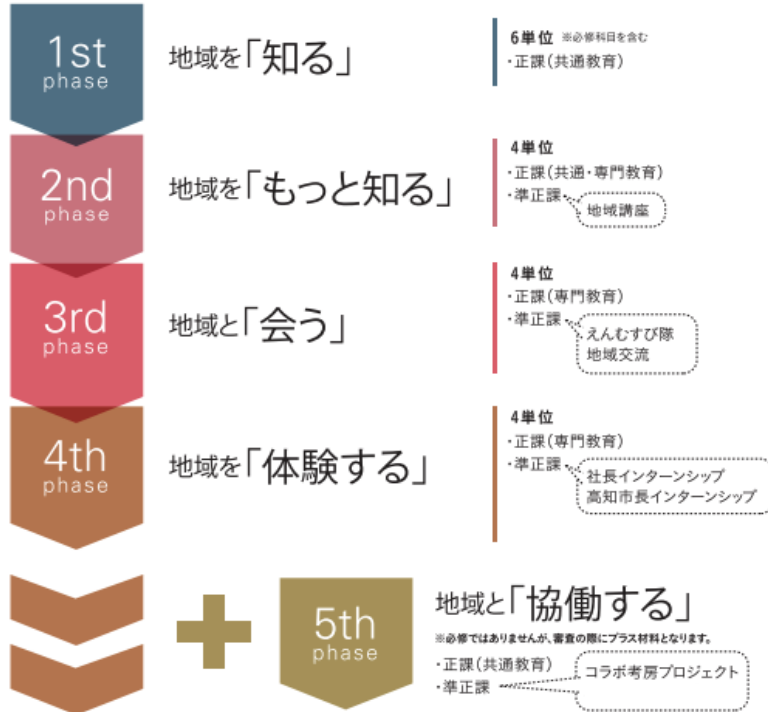 1st
phase
地域を「知る」
6単位 ※必修科目を含む
・正課(共通教育)
2nd
phase
地域を「もっと知る」
4単位
・正課(共通・専門教育)
・準正課
地域講座
3rd
phase
地域と「会う」
4単位
・正課(専門教育)
・準正課
えんむすび隊
地域交流
4th
phase
地域を「体験する」
4単位
・正課(専門教育)
・準正課
社長インターンシップ
高知市長インターンシップ
5th
phase
地域と「協働する」
※必修ではありませんが、審査の際にプラス材料となります。
・正課(共通教育)
・準正課
コラボ考房プロジェクト